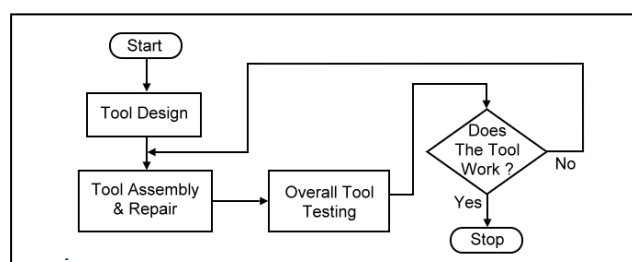 Start
Tool Design
Tool Assembly
& Repair
Overall Tool
Testing
Does
The Tool
Work ?
No
Yes
Stop